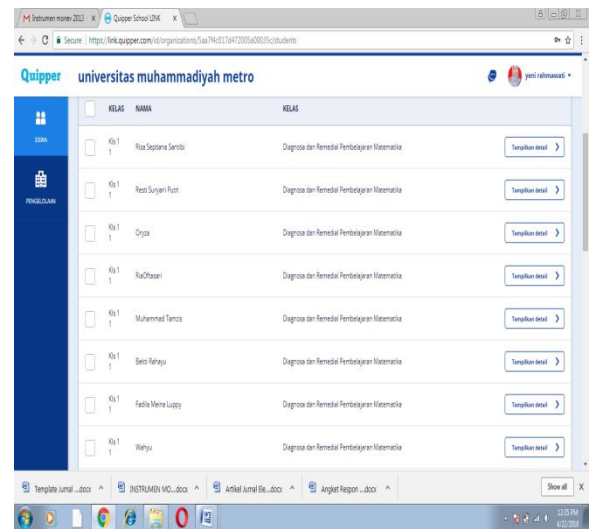 Instrumen monev 2013 x Quipper School LINK x
Secure https://link.quipper.com/id/organizations/5aa7f4c017d472005a00035c/students
Quipper universitas muhammadiyah metro yeni rahmawati
KELAS NAMA KELAS
SISWA
PENGELOLAAN
Kls 1
1 Risa Septiana Santibi Diagnosa dan Remedial Pembelajaran Matematika Tampilkan detail
Kls 1
1 Resti Suryani Putri Diagnosa dan Remedial Pembelajaran Matematika Tampilkan detail
Kls 1
1 Oryza Diagnosa dan Remedial Pembelajaran Matematika Tampilkan detail
Kls 1
1 RiaOftasari Diagnosa dan Remedial Pembelajaran Matematika Tampilkan detail
Kls 1
1 Muhammad Tamzis Diagnosa dan Remedial Pembelajaran Matematika Tampilkan detail
Kls 1
1 Bekti Rahayu Diagnosa dan Remedial Pembelajaran Matematika Tampilkan detail
Kls 1
1 Fadila Meina Luppy Diagnosa dan Remedial Pembelajaran Matematika Tampilkan detail
Kls 1
1 Wahyu Diagnosa dan Remedial Pembelajaran Matematika Tampilkan detail
Template Jurnal ...docx INSTRUMEN MO...docx Artikel Jurnal Ele...docx Angket Respon ...docx Show all X
12:35 PM
4/22/2018